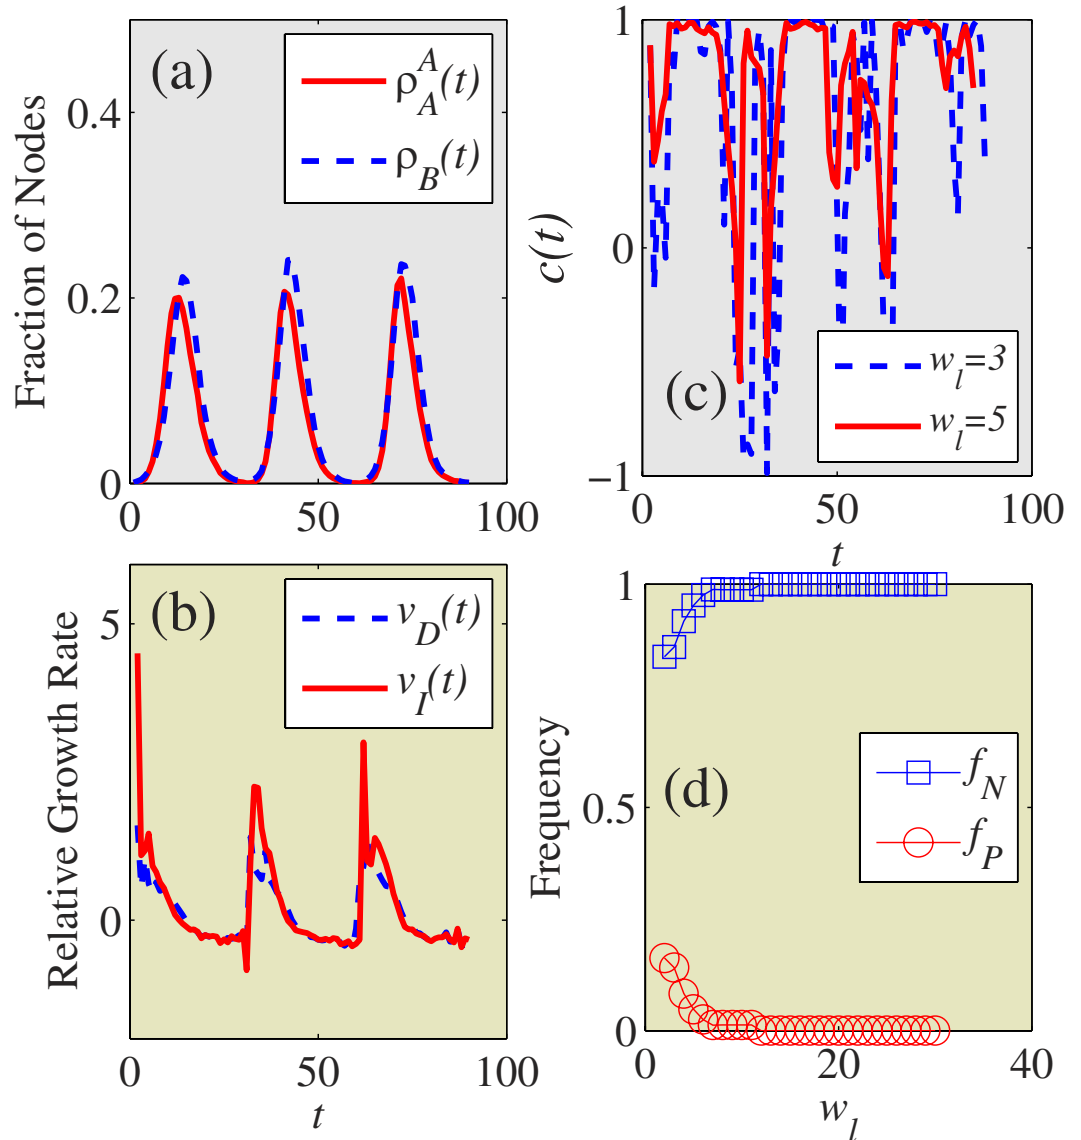 (a)
ρ_A^A(t)
ρ_B(t)
Fraction of Nodes
0.4
0.2
0
0 50 100
(b)
v_D(t)
v_I(t)
Relative Growth Rate
5
0
0 50 100
t
(c)
w_l=3
w_l=5
c(t)
1
0
−1
0 50 100
t
(d)
f_N
f_P
Frequency
1
0.5
0
0 20 40
w_l